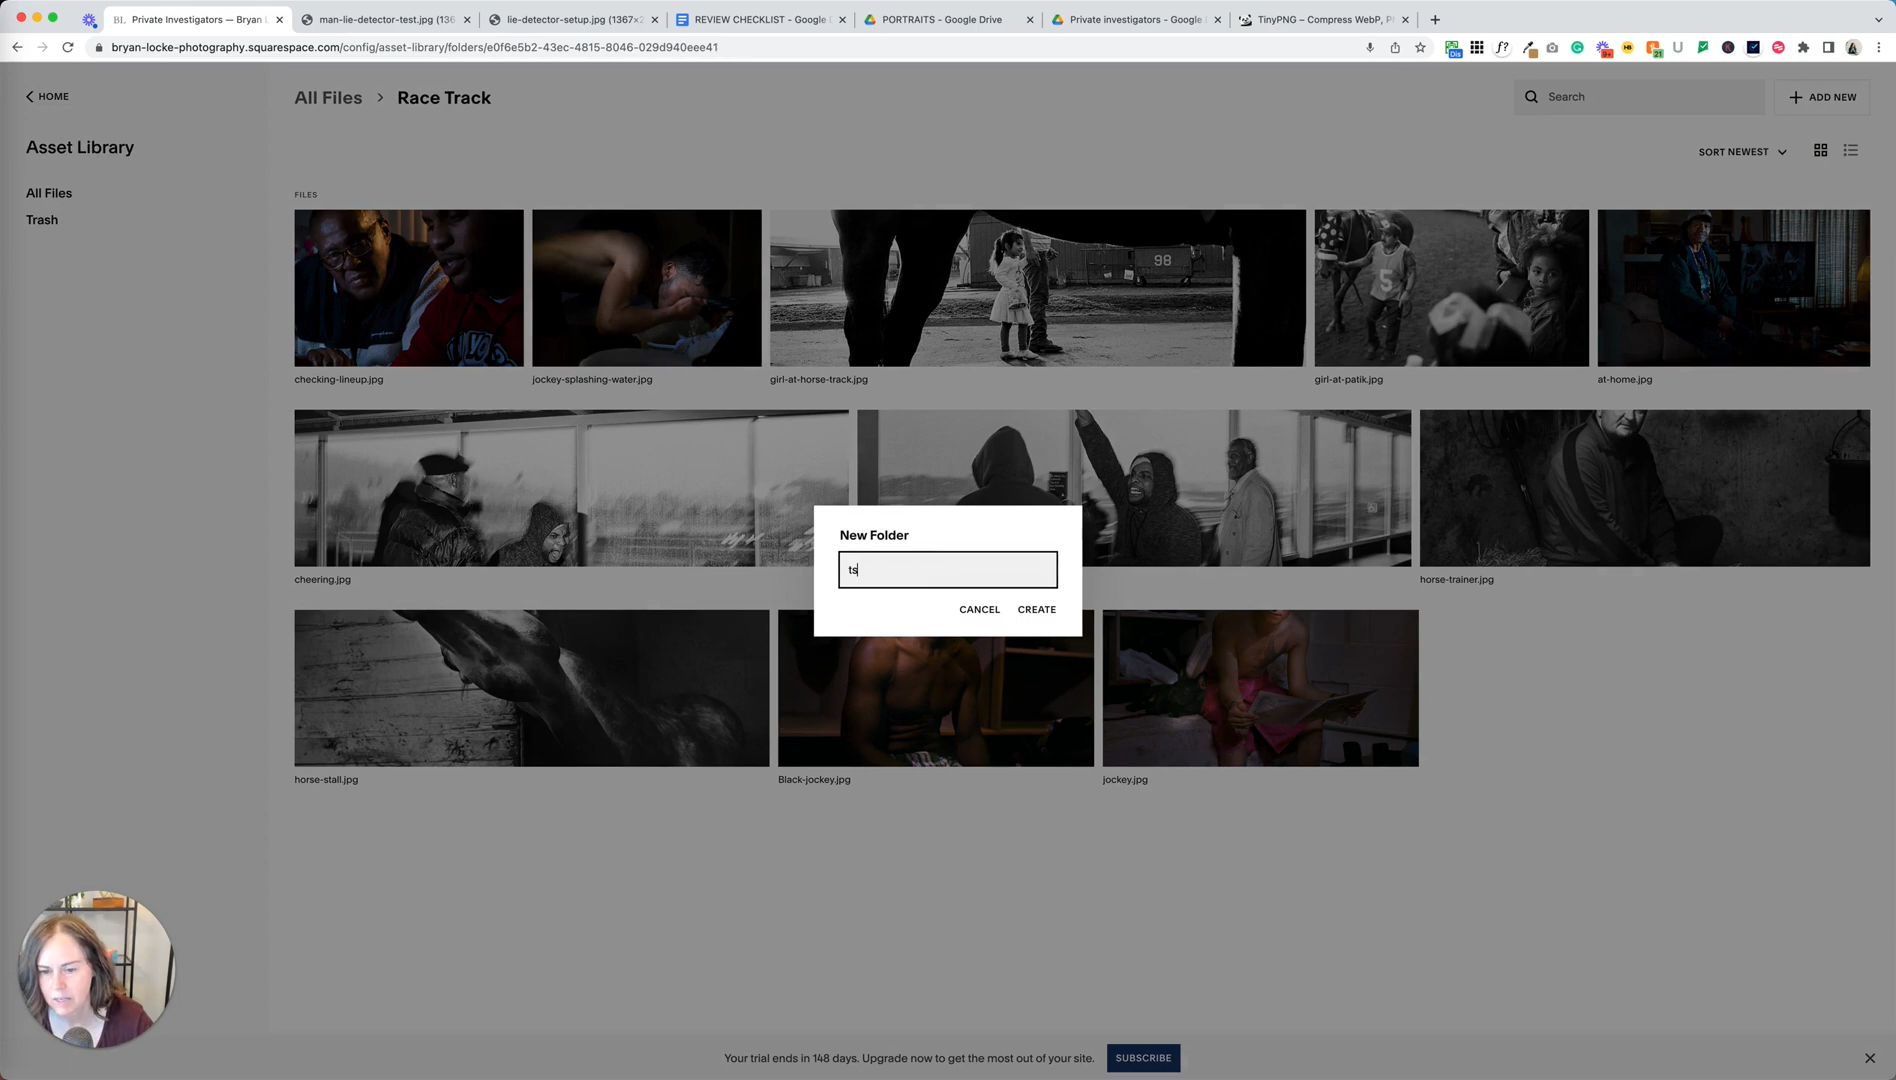 Private Investigators — Bryan L
man-lie-detector-test.jpg (136
lie-detector-setup.jpg (1367×2
REVIEW CHECKLIST - Google
PORTRAITS - Google Drive
Private investigators - Google
TinyPNG – Compress WebP, P
bryan-locke-photography.squarespace.com/config/asset-library/folders/e0f6e5b2-43ec-4815-8046-029d940eee41
HOME
All Files > Race Track
Search
ADD NEW
Asset Library
SORT NEWEST
All Files
Trash
FILES
98
5
checking-lineup.jpg
jockey-splashing-water.jpg
girl-at-horse-track.jpg
girl-at-patik.jpg
at-home.jpg
New Folder
ts
CANCEL CREATE
cheering.jpg
horse-trainer.jpg
horse-stall.jpg
Black-jockey.jpg
jockey.jpg
Your trial ends in 148 days. Upgrade now to get the most out of your site.
SUBSCRIBE